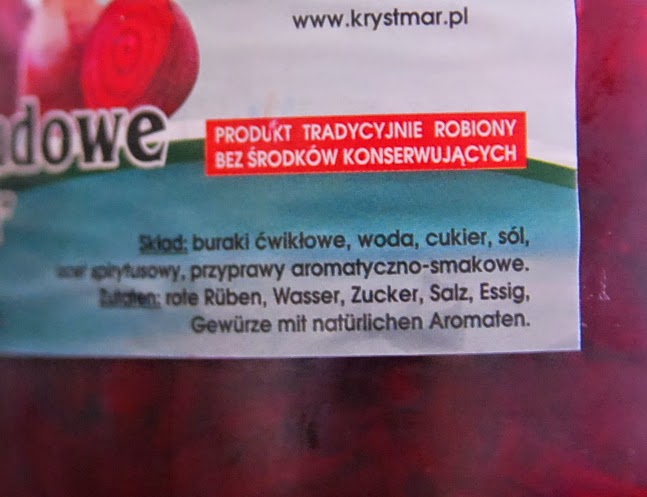 www.krystmar.pl
adowe
PRODUKT TRADYCYJNIE ROBIONY
BEZ ŚRODKÓW KONSERWUJĄCYCH
Skład: buraki ćwikłowe, woda, cukier, sól,
ocet spirytusowy, przyprawy aromatyczno-smakowe.
Zutaten: rote Rüben, Wasser, Zucker, Salz, Essig,
Gewürze mit natürlichen Aromaten.